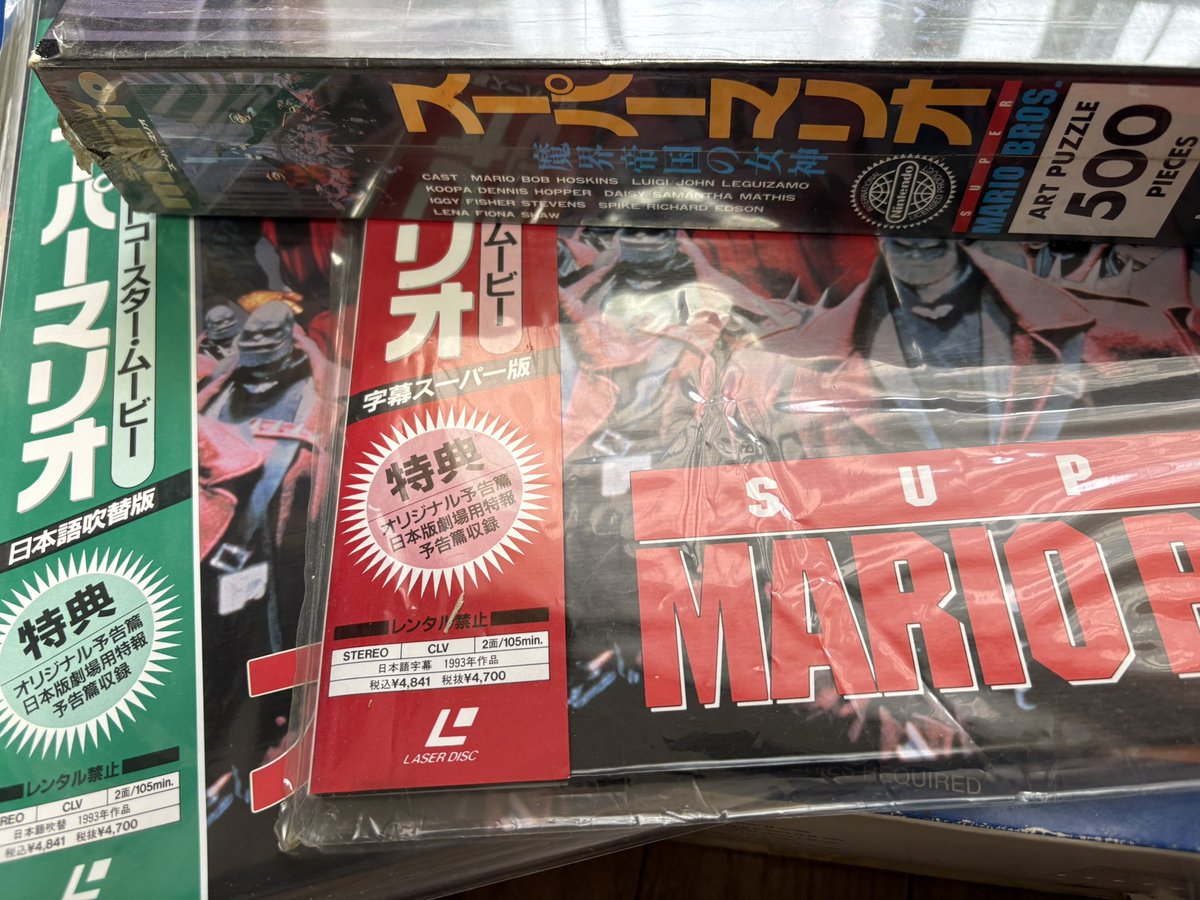 スーパーマリオ
魔界帝国の女神
CAST : MARIO BOB HOSKINS LUIGI JOHN LEGUIZAMO
KOOPA DENNIS HOPPER DAISY SAMANTHA MATHIS
IGGY FISHER STEVENS SPIKE RICHARD EDSON
LENA FIONA SHAW
Nintendo
SUPER
MARIO BROS.
ART PUZZLE
500
PIECES
パーマリオ
コースター・ムービー
日本語吹替版
特典
オリジナル予告篇
日本版劇場用特報
予告篇収録
レンタル禁止
CLV 2面/105min.
日本語吹替 1993年作品
税込¥4,841 税抜¥4,700
リオ
ムービー
字幕スーパー版
特典
オリジナル予告篇
日本版劇場用特報
予告篇収録
レンタル禁止
STEREO CLV 2面/105min.
日本語字幕 1993年作品
税込¥4,841 税抜¥4,700
LASER DISC
SUP
MARIO